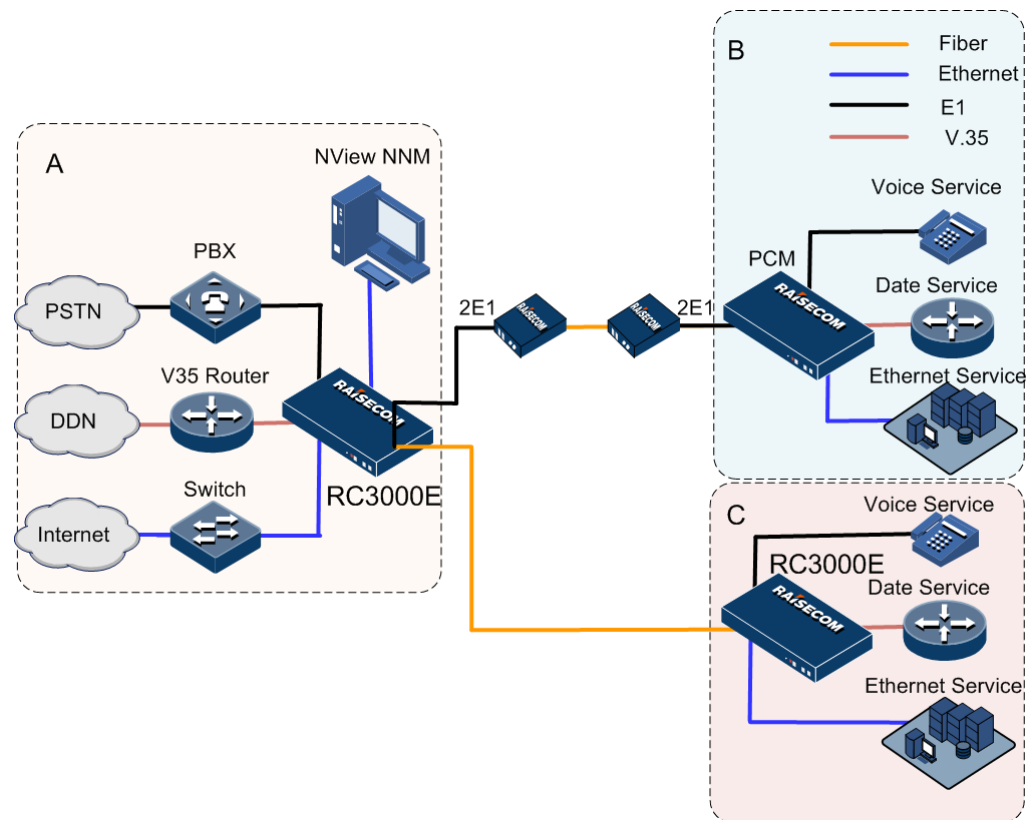 B
Fiber
Ethernet
E1
V.35
A
NView NNM
Voice Service
PBX
PCM
PSTN
2E1
RAISECOM
RAISECOM
2E1
RAISECOM
Date Service
V35 Router
RAISECOM
Ethernet Service
DDN
Switch
RC3000E
Internet
C
Voice Service
RC3000E
RAISECOM
Date Service
Ethernet Service